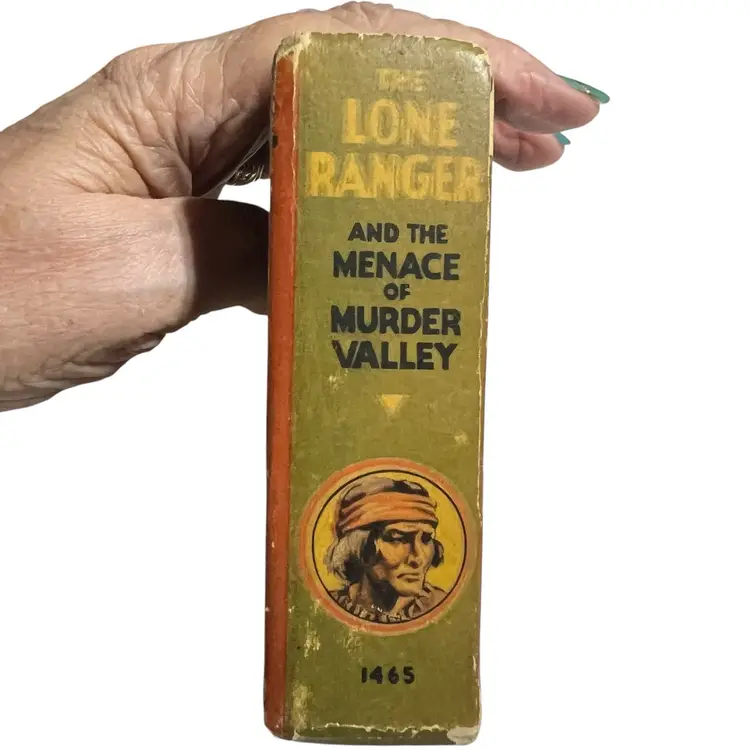 THE
LONE
RANGER
AND THE
MENACE
OF
MURDER
VALLEY
1465